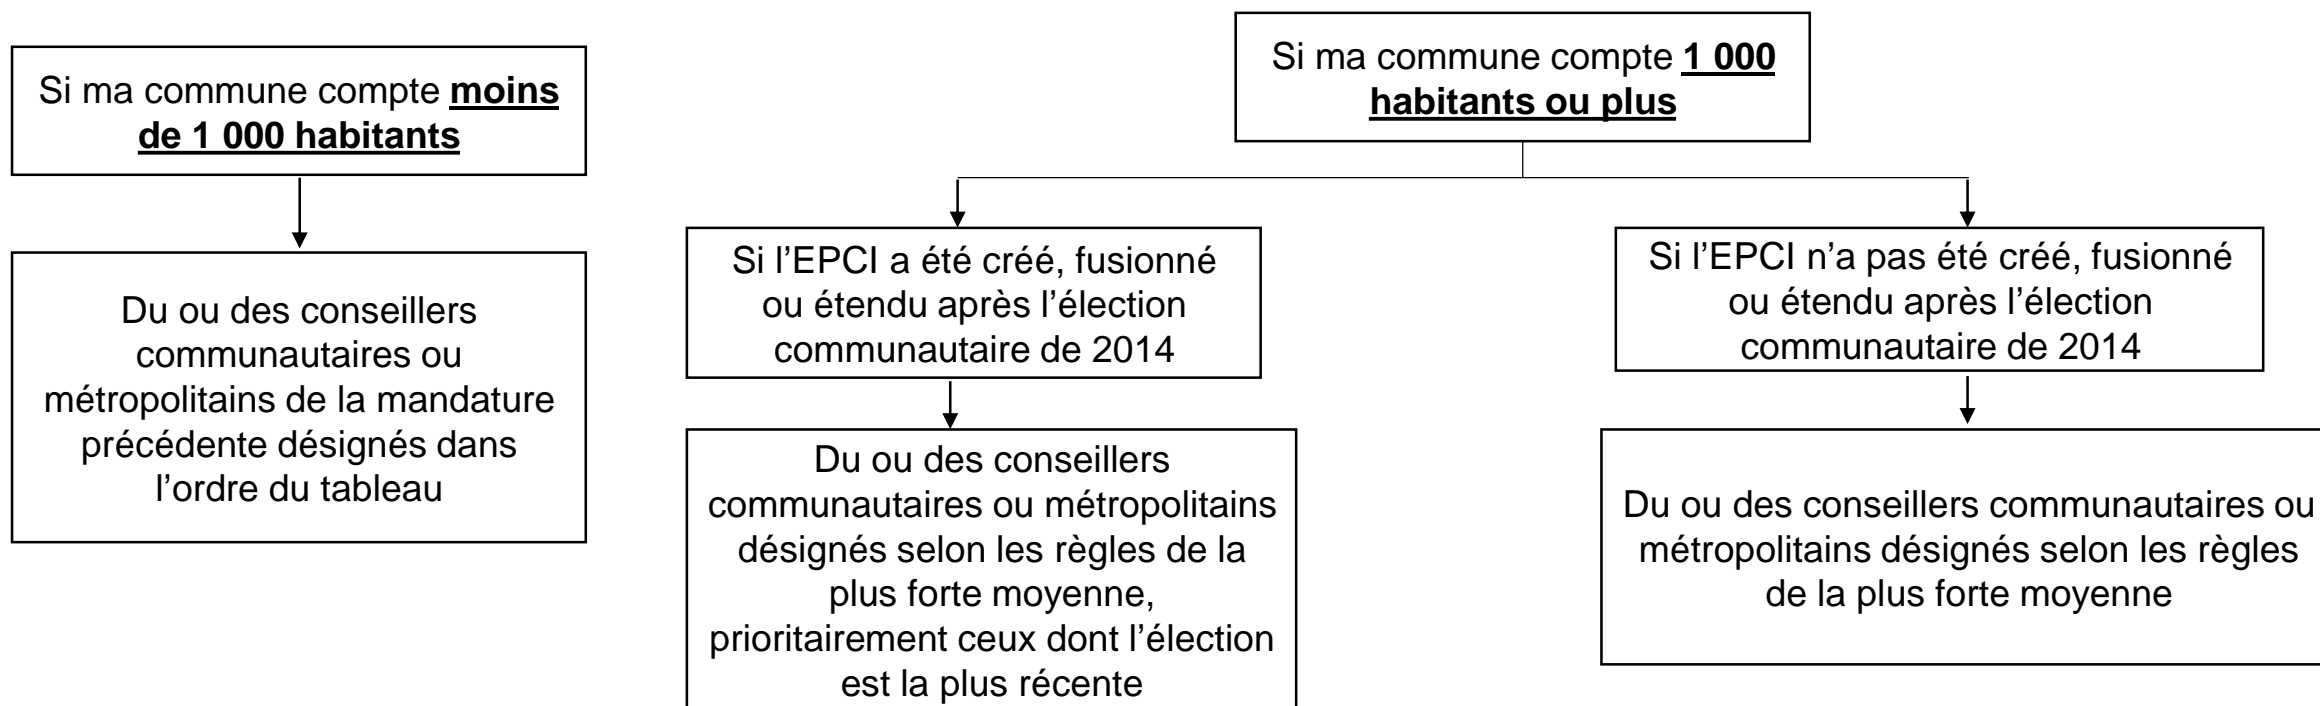 Si ma commune compte moins
de 1 000 habitants
Du ou des conseillers
communautaires ou
métropolitains de la mandature
précédente désignés dans
l’ordre du tableau
Si ma commune compte 1 000
habitants ou plus
Si l’EPCI a été créé, fusionné
ou étendu après l’élection
communautaire de 2014
Du ou des conseillers
communautaires ou métropolitains
désignés selon les règles de la
plus forte moyenne,
prioritairement ceux dont l’élection
est la plus récente
Si l’EPCI n’a pas été créé, fusionné
ou étendu après l’élection
communautaire de 2014
Du ou des conseillers communautaires ou
métropolitains désignés selon les règles
de la plus forte moyenne